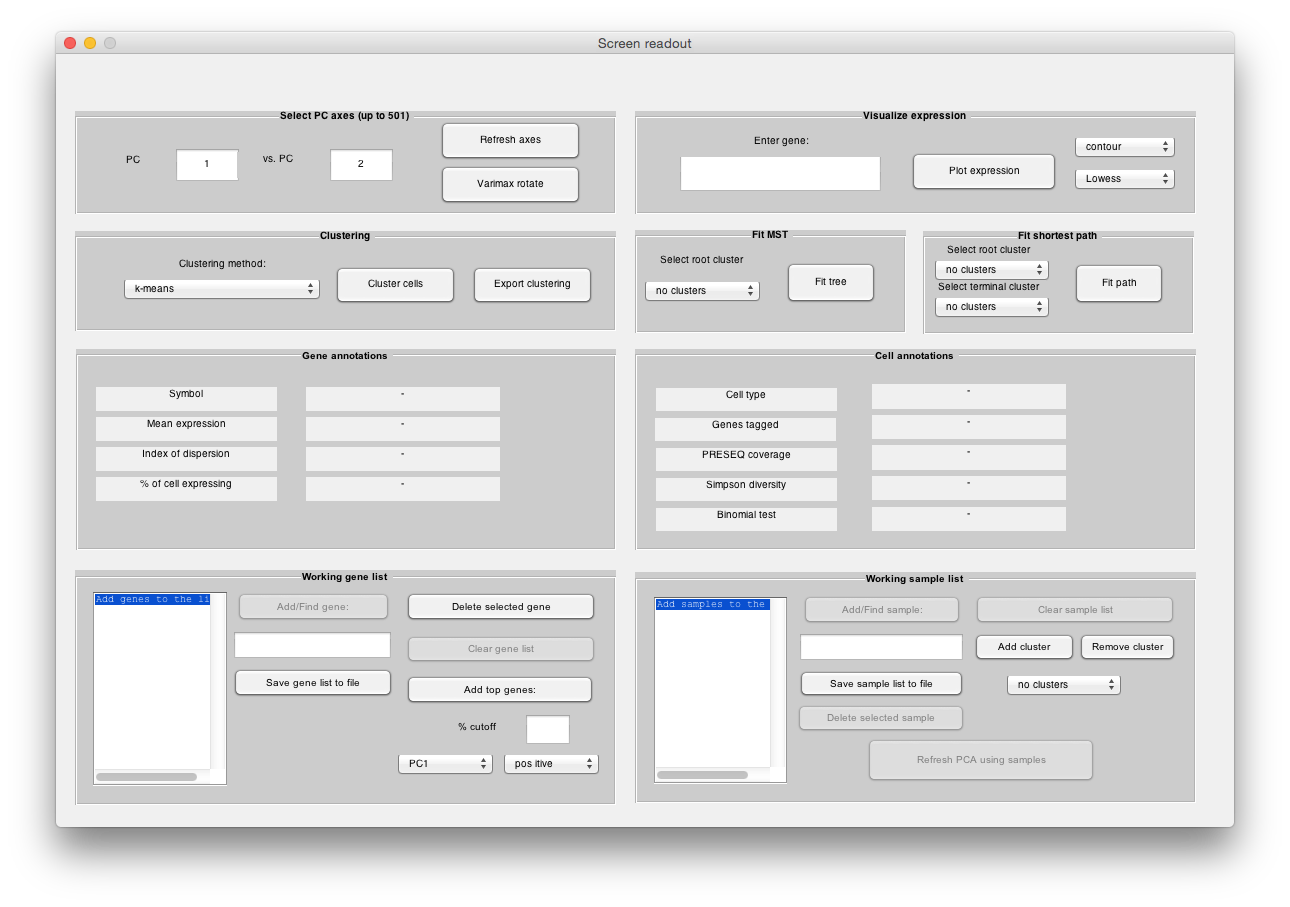 Screen readout
Select PC axes (up to 501)
PC
1
vs. PC
2
Refresh axes
Varimax rotate
Visualize expression
Enter gene:
Plot expression
contour
Lowess
Clustering
Clustering method:
k-means
Cluster cells
Export clustering
Fit MST
Select root cluster
no clusters
Fit tree
Fit shortest path
Select root cluster
no clusters
Select terminal cluster
no clusters
Fit path
Gene annotations
Symbol -
Mean expression -
Index of dispersion -
% of cell expressing -
Cell annotations
Cell type -
Genes tagged -
PRESEQ coverage -
Simpson diversity -
Binomial test -
Working gene list
Add genes to the li
Add/Find gene:
Save gene list to file
Delete selected gene
Clear gene list
Add top genes:
% cutoff
PC1
pos itive
Working sample list
Add samples to the
Add/Find sample:
Save sample list to file
Delete selected sample
Clear sample list
Add cluster
Remove cluster
no clusters
Refresh PCA using samples